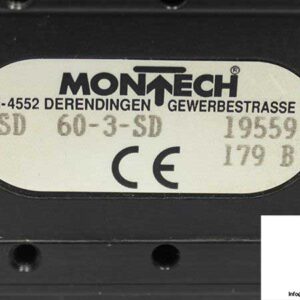 MONTECH®
-4552 DERENDINGEN GEWERBESTRASSE
SD 60-3-SD 19559
179 B
CE